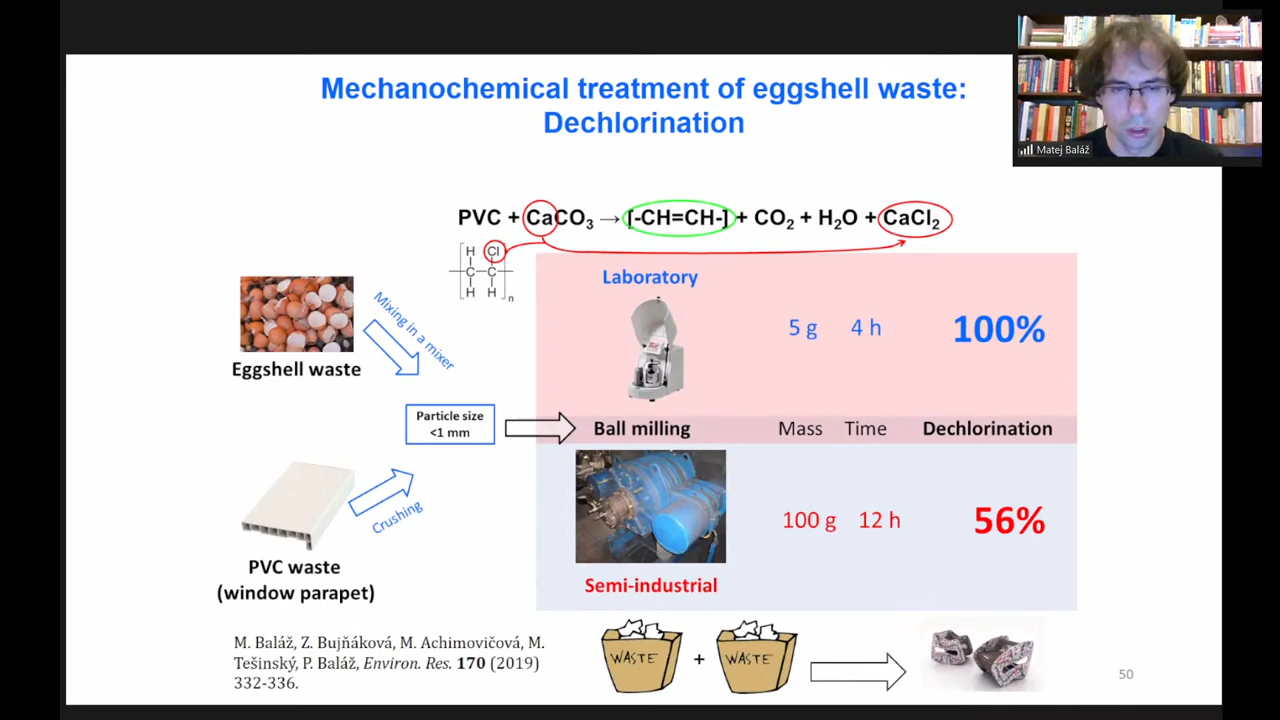 Mechanochemical treatment of eggshell waste:
Dechlorination
Matej Baláž
PVC + CaCO₃ → [-CH=CH-] + CO₂ + H₂O + CaCl₂
H Cl
C C
H H
n
Laboratory
5 g 4 h 100%
Mixing in a mixer
Eggshell waste
Particle size
<1 mm
Ball milling Mass Time Dechlorination
Crushing
100 g 12 h 56%
PVC waste
(window parapet)
Semi-industrial
M. Baláž, Z. Bujňáková, M. Achimovičová, M.
Tešinský, P. Baláž, Environ. Res. 170 (2019)
332-336.
WASTE + WASTE
50